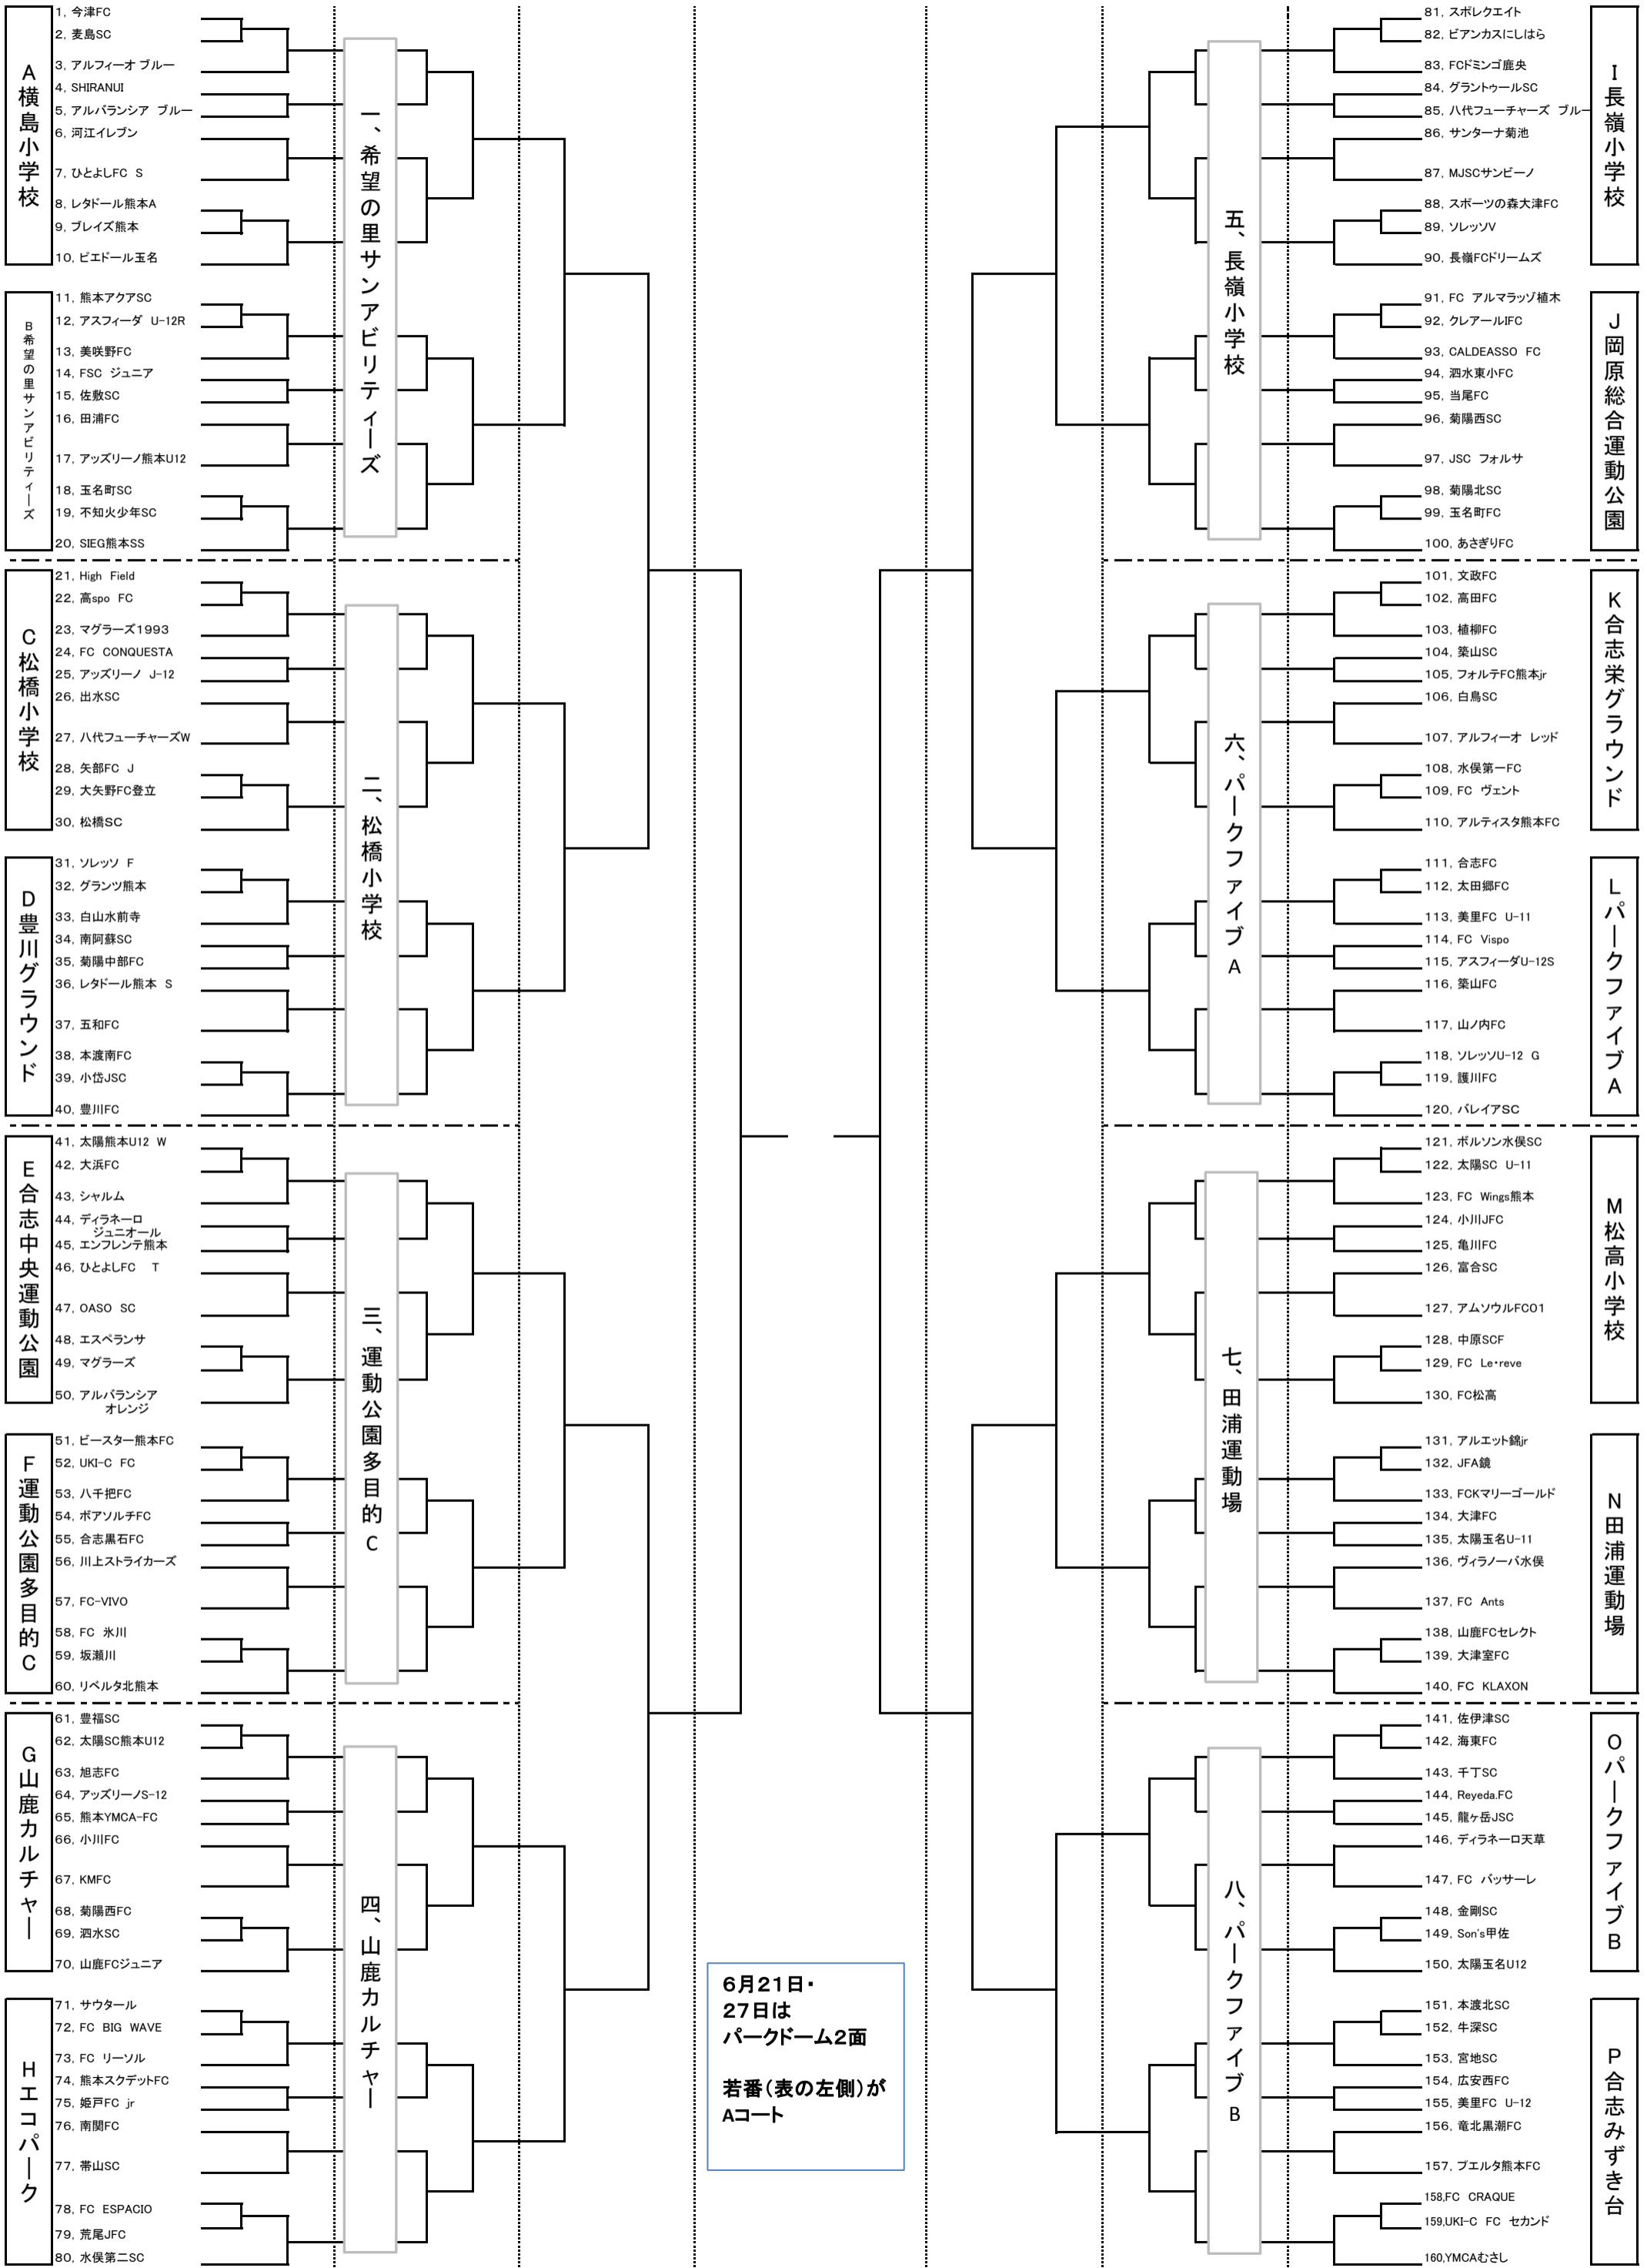 A横島小学校
1, 今津FC
2, 麦島SC
3, アルフィーオ ブルー
4, SHIRANUI
5, アルバランシア ブルー
6, 河江イレブン
7, ひとよしFC S
8, レタドール熊本A
9, ブレイズ熊本
10, ビエドール玉名
B希望の里サンアビリティーズ
11, 熊本アクアSC
12, アスフィーダ U-12R
13, 美咲野FC
14, FSC ジュニア
15, 佐敷SC
16, 田浦FC
17, アッズリーノ熊本U12
18, 玉名町SC
19, 不知火少年SC
20, SIEG熊本SS
一、希望の里サンアビリティーズ
C松橋小学校
21, High Field
22, 高spo FC
23, マグラーズ1993
24, FC CONQUESTA
25, アッズリーノ J-12
26, 出水SC
27, 八代フューチャーズW
28, 矢部FC J
29, 大矢野FC登立
30, 松橋SC
D豊川グラウンド
31, ソレッソ F
32, グランツ熊本
33, 白山水前寺
34, 南阿蘇SC
35, 菊陽中部FC
36, レタドール熊本 S
37, 五和FC
38, 本渡南FC
39, 小岱JSC
40, 豊川FC
二、松橋小学校
E合志中央運動公園
41, 太陽熊本U12 W
42, 大浜FC
43, シャルム
44, ディラネーロ
ジュニオール
45, エンフレンテ熊本
46, ひとよしFC T
47, OASO SC
48, エスペランサ
49, マグラーズ
50, アルバランシア
オレンジ
F運動公園多目的C
51, ビースター熊本FC
52, UKI-C FC
53, 八千把FC
54, ボアソルチFC
55, 合志黒石FC
56, 川上ストライカーズ
57, FC-VIVO
58, FC 氷川
59, 坂瀬川
60, リベルタ北熊本
三、運動公園多目的C
G山鹿カルチャー
61, 豊福SC
62, 太陽SC熊本U12
63, 旭志FC
64, アッズリーノS-12
65, 熊本YMCA-FC
66, 小川FC
67, KMFC
68, 菊陽西FC
69, 泗水SC
70, 山鹿FCジュニア
Hエコパーク
71, サウタール
72, FC BIG WAVE
73, FC リーソル
74, 熊本スクデットFC
75, 姫戸FC jr
76, 南関FC
77, 帯山SC
78, FC ESPACIO
79, 荒尾JFC
80, 水俣第二SC
四、山鹿カルチャー
6月21日・
27日は
パークドーム2面
若番(表の左側)が
Aコート
五、長嶺小学校
81, スポレクエイト
82, ビアンカスにしはら
83, FCドミンゴ鹿央
84, グラントゥールSC
85, 八代フューチャーズ ブルー
86, サンターナ菊池
87, MJSCサンビーノ
88, スポーツの森大津FC
89, ソレッソV
90, 長嶺FCドリームズ
I長嶺小学校
91, FC アルマラッゾ植木
92, クレアールIFC
93, CALDEASSO FC
94, 泗水東小FC
95, 当尾FC
96, 菊陽西SC
97, JSC フォルサ
98, 菊陽北SC
99, 玉名町FC
100, あさぎりFC
J岡原総合運動公園
六、パークファイブA
101, 文政FC
102, 高田FC
103, 植柳FC
104, 築山SC
105, フォルテFC熊本jr
106, 白鳥SC
107, アルフィーオ レッド
108, 水俣第一FC
109, FC ヴェント
110, アルティスタ熊本FC
K合志栄グラウンド
111, 合志FC
112, 太田郷FC
113, 美里FC U-11
114, FC Vispo
115, アスフィーダU-12S
116, 築山FC
117, 山ノ内FC
118, ソレッソU-12 G
119, 護川FC
120, バレイアSC
LパークファイブA
七、田浦運動場
121, ボルソン水俣SC
122, 太陽SC U-11
123, FC Wings熊本
124, 小川JFC
125, 亀川FC
126, 富合SC
127, アムソウルFC01
128, 中原SCF
129, FC Le・reve
130, FC松高
M松高小学校
131, アルエット錦jr
132, JFA鏡
133, FCKマリーゴールド
134, 大津FC
135, 太陽玉名U-11
136, ヴィラノーバ水俣
137, FC Ants
138, 山鹿FCセレクト
139, 大津室FC
140, FC KLAXON
N田浦運動場
八、パークファイブB
141, 佐伊津SC
142, 海東FC
143, 千丁SC
144, Reyeda.FC
145, 龍ヶ岳JSC
146, ディラネーロ天草
147, FC パッサーレ
148, 金剛SC
149, Son's甲佐
150, 太陽玉名U12
OパークファイブB
151, 本渡北SC
152, 牛深SC
153, 宮地SC
154, 広安西FC
155, 美里FC U-12
156, 竜北黒潮FC
157, プエルタ熊本FC
158,FC CRAQUE
159,UKI-C FC セカンド
160,YMCAむさし
P合志みずき台